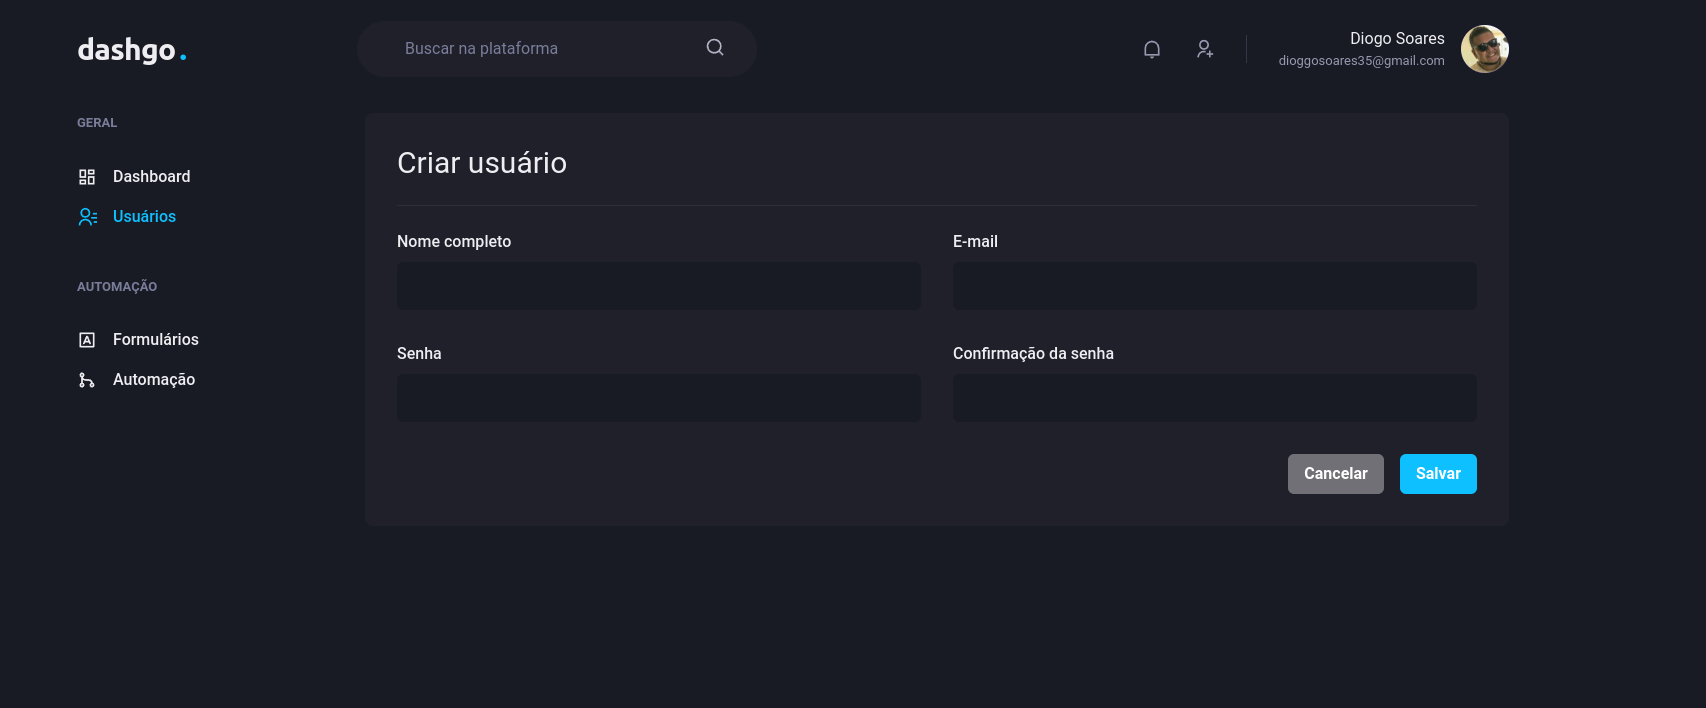 dashgo.
Buscar na plataforma
Diogo Soares
dioggosoares35@gmail.com
GERAL
Dashboard
Usuários
AUTOMAÇÃO
Formulários
Automação
Criar usuário
Nome completo
E-mail
Senha
Confirmação da senha
Cancelar
Salvar